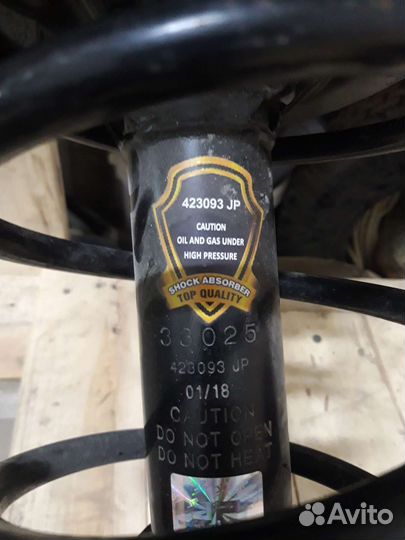 423093 JP
CAUTION
OIL AND GAS UNDER
HIGH PRESSURE
SHOCK ABSORBER
TOP QUALITY
33025
423093 JP
01/18
CAUTION
DO NOT OPEN
DO NOT HEAT
Avito